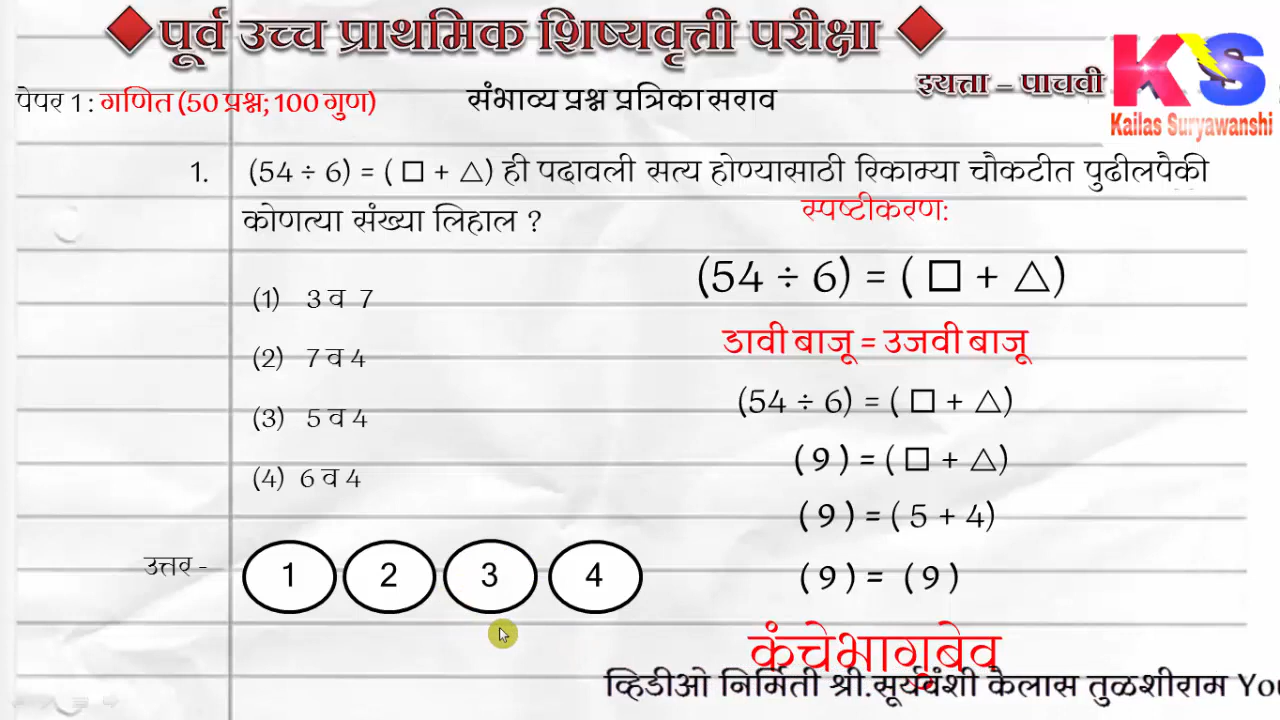 पूर्व उच्च प्राथमिक शिष्यवृत्ती परीक्षा
इयत्ता – पाचवी
KS
Kailas Suryawanshi
पेपर 1 : गणित (50 प्रश्न; 100 गुण)
संभाव्य प्रश्न प्रत्रिका सराव
1. (54 ÷ 6) = ( □ + △) ही पदावली सत्य होण्यासाठी रिकाम्या चौकटीत पुढीलपैकी
कोणत्या संख्या लिहाल ?
(1) 3 व 7
(2) 7 व 4
(3) 5 व 4
(4) 6 व 4
उत्तर - 1 2 3 4
स्पष्टीकरण:
(54 ÷ 6) = ( □ + △)
डावी बाजू = उजवी बाजू
(54 ÷ 6) = ( □ + △)
( 9 ) = ( □ + △)
( 9 ) = ( 5 + 4)
( 9 ) = ( 9 )
कंचेभागुबेव
व्हिडीओ निर्मिती श्री.सूर्यवंशी कैलास तुळशीराम You